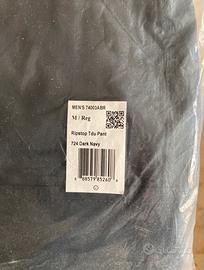 MEN'S 74003ABR
M / Reg
Ripstop Tdu Pant
724 Dark Navy